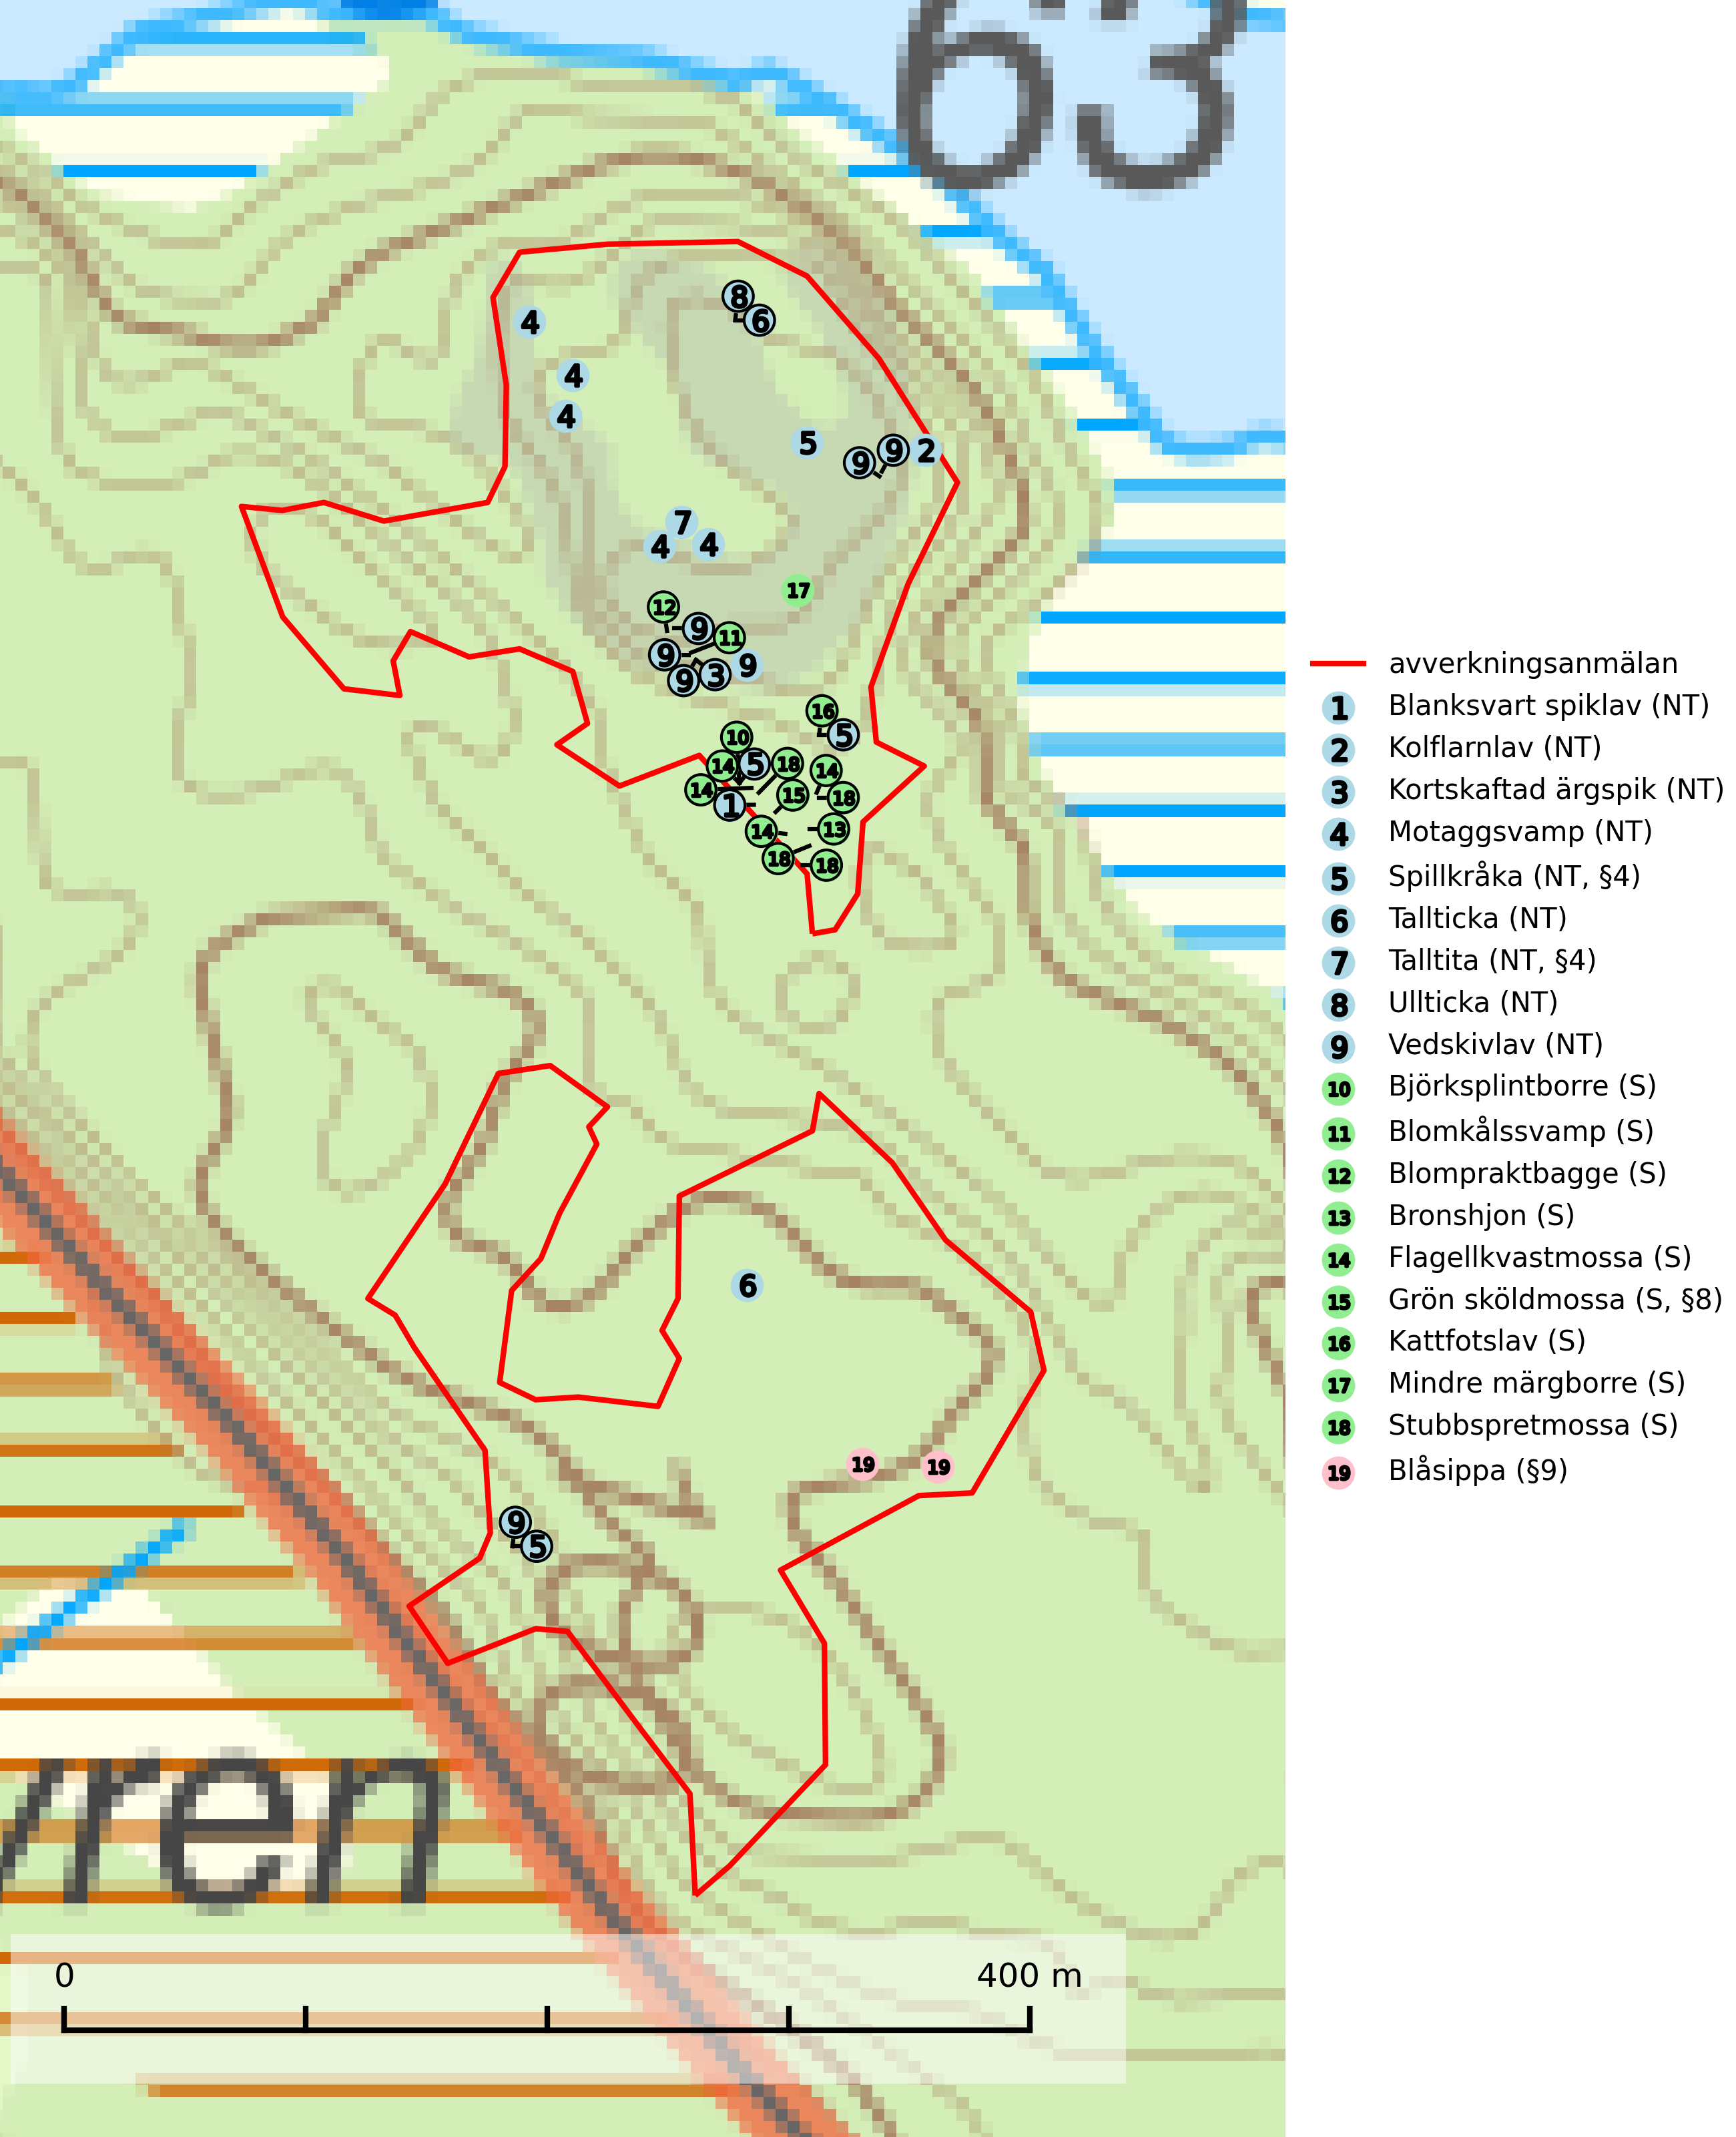 63
8
4
6
4
4
5
9
9
2
7
4
4
17
12
9
11
9
9
3
9
16
10
5
14
5
18
14
14
1
15
18
14
13
18
18
6
19
19
9
5
ren
0
400 m
avverkningsanmälan
1 Blanksvart spiklav (NT)
2 Kolflarnlav (NT)
3 Kortskaftad ärgspik (NT)
4 Motaggsvamp (NT)
5 Spillkråka (NT, §4)
6 Tallticka (NT)
7 Talltita (NT, §4)
8 Ullticka (NT)
9 Vedskivlav (NT)
10 Björksplintborre (S)
11 Blomkålssvamp (S)
12 Blompraktbagge (S)
13 Bronshjon (S)
14 Flagellkvastmossa (S)
15 Grön sköldmossa (S, §8)
16 Kattfotslav (S)
17 Mindre märgborre (S)
18 Stubbspretmossa (S)
19 Blåsippa (§9)